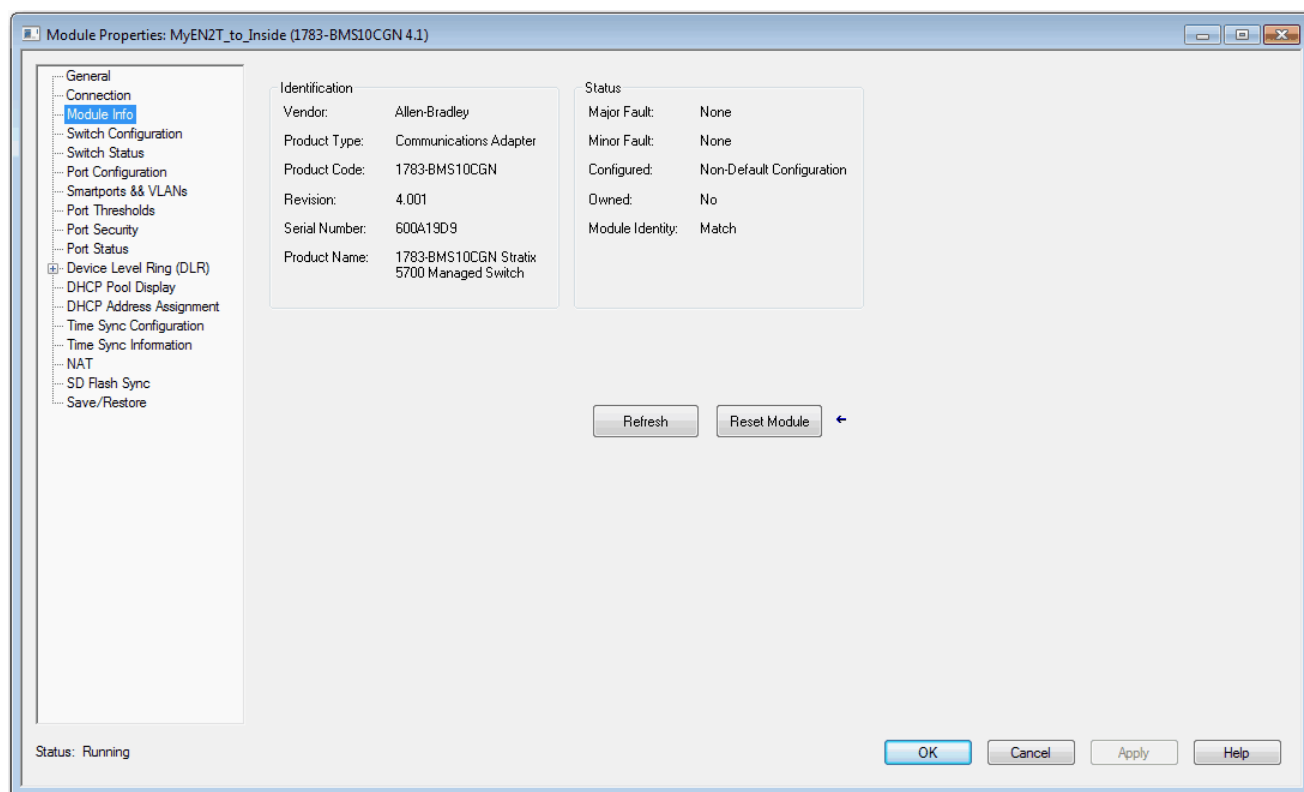 Module Properties: MyEN2T_to_Inside (1783-BMS10CGN 4.1)
General
Connection
Module Info
Switch Configuration
Switch Status
Port Configuration
Smartports && VLANs
Port Thresholds
Port Security
Port Status
Device Level Ring (DLR)
DHCP Pool Display
DHCP Address Assignment
Time Sync Configuration
Time Sync Information
NAT
SD Flash Sync
Save/Restore
Identification
Vendor: Allen-Bradley
Product Type: Communications Adapter
Product Code: 1783-BMS10CGN
Revision: 4.001
Serial Number: 600A19D9
Product Name: 1783-BMS10CGN Stratix
5700 Managed Switch
Status
Major Fault: None
Minor Fault: None
Configured: Non-Default Configuration
Owned: No
Module Identity: Match
Refresh
Reset Module
Status: Running
OK
Cancel
Apply
Help